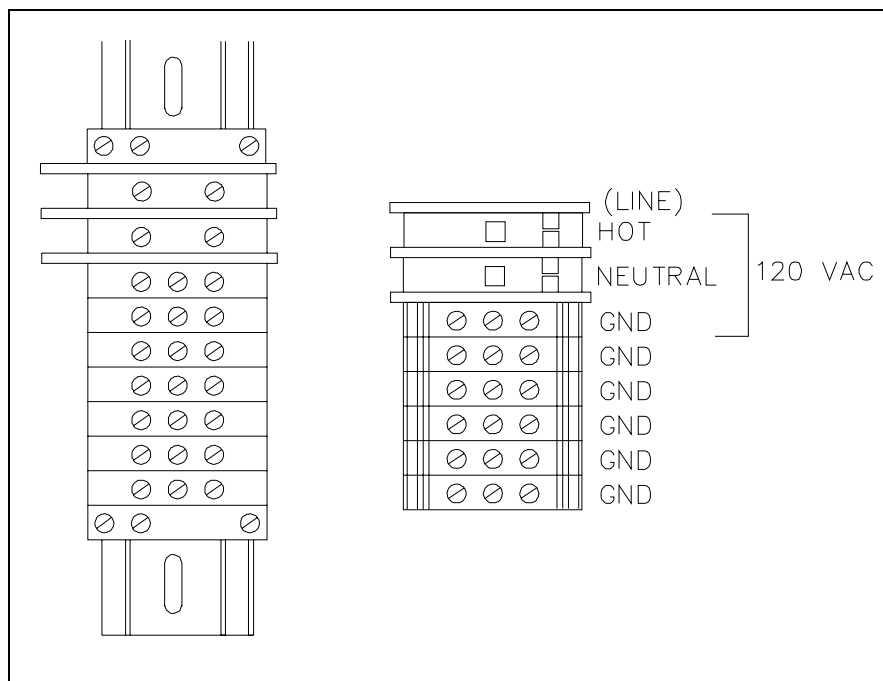 (LINE)
HOT
NEUTRAL
120 VAC
GND
GND
GND
GND
GND
GND